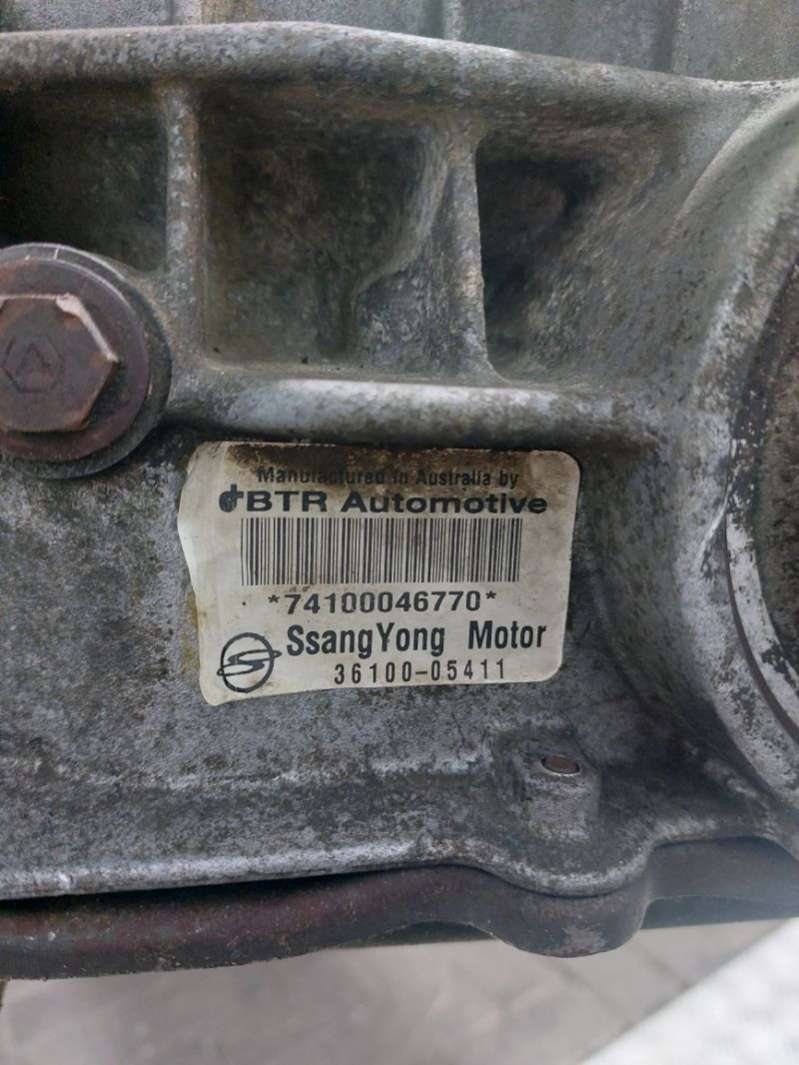 Manufactured in Australia by
BTR Automotive
*74100046770*
SsangYong Motor
36100-05411